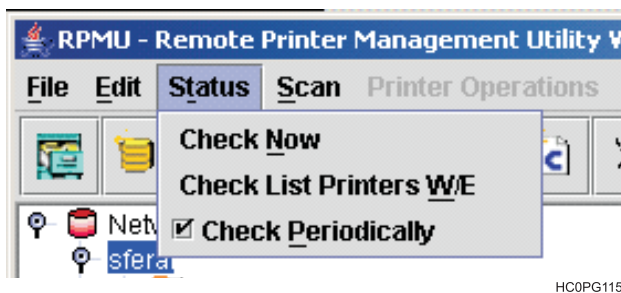 RPMU - Remote Printer Management Utility
File Edit Status Scan Printer Operations
Check Now
Check List Printers W/E
Check Periodically
sfera
HC0PG115